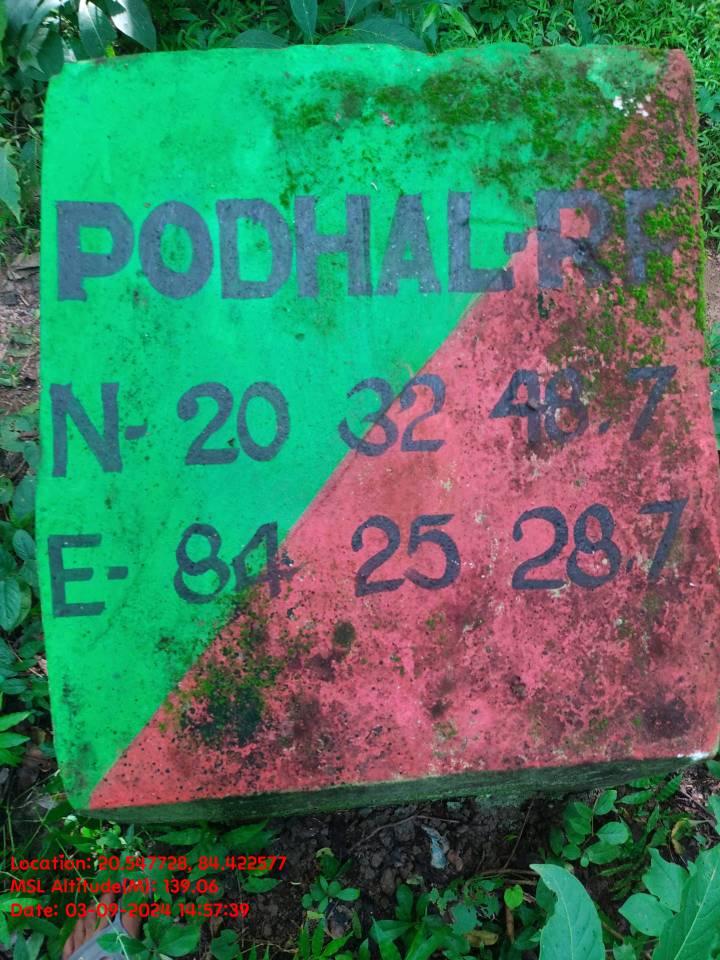 PODHAL-RF
N- 20 32 48.7
E- 84 25 28.7
Location: 20.547728, 84.422577
MSL Altitude(M): 139.06
Date: 03-09-2024 14:57:39